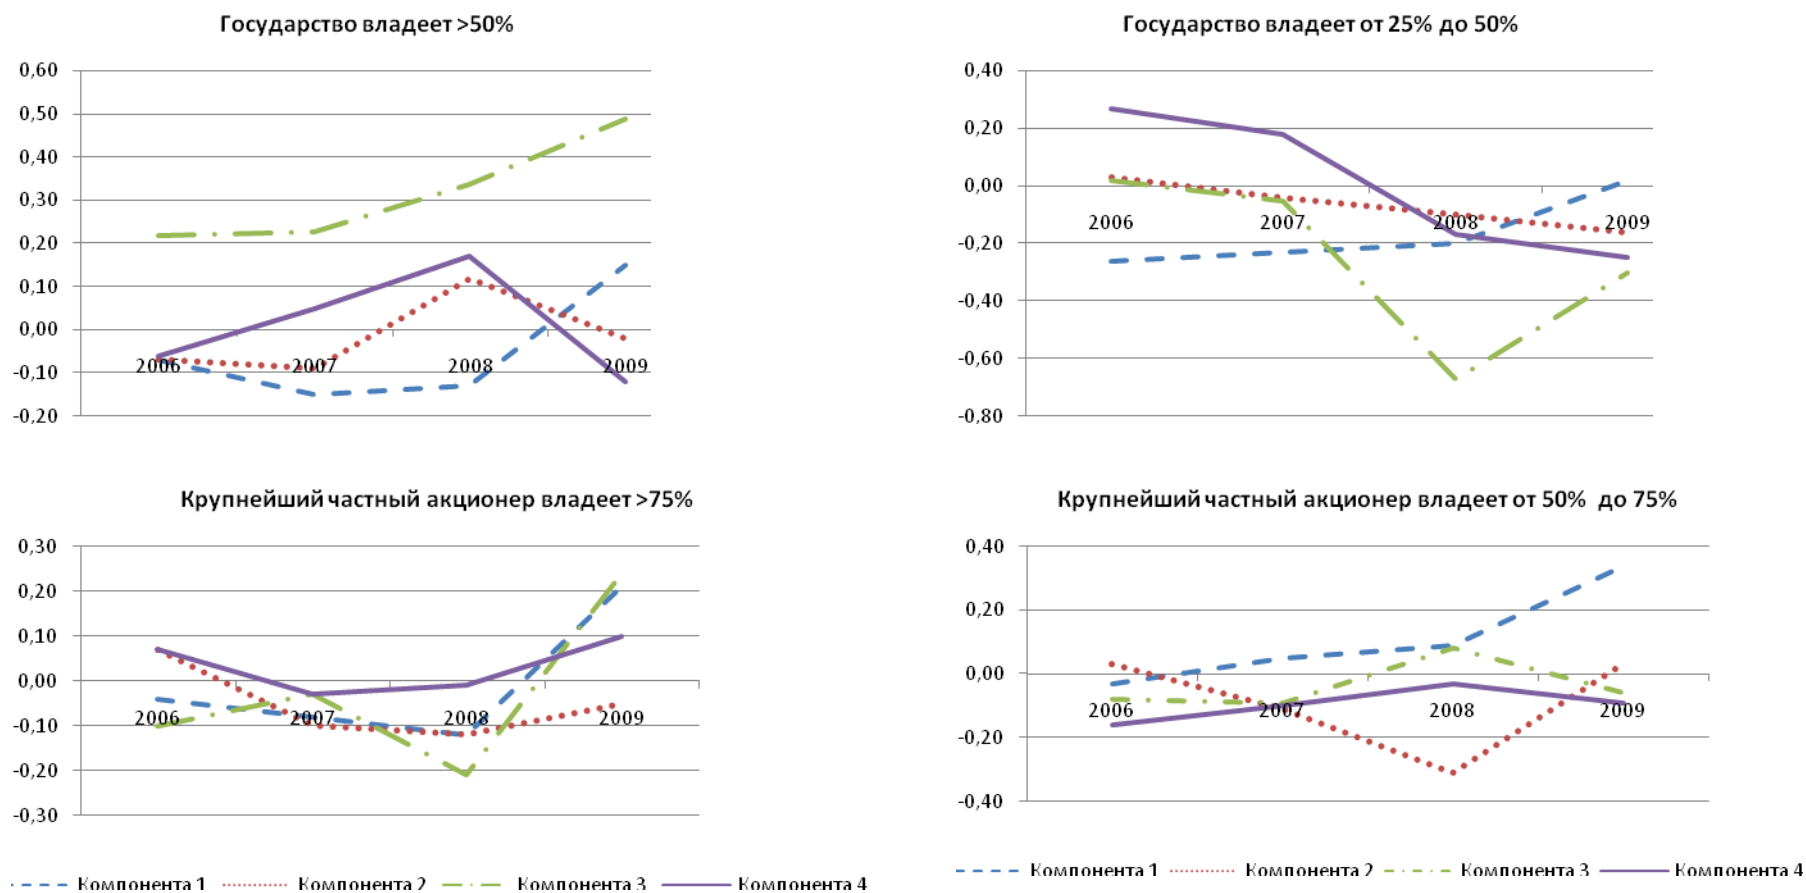 Государство владеет >50%
0,60
0,50
0,40
0,30
0,20
0,10
0,00
-0,10
-0,20
2006 2007 2008 2009
Государство владеет от 25% до 50%
0,40
0,20
0,00
-0,20
-0,40
-0,60
-0,80
2006 2007 2008 2009
Крупнейший частный акционер владеет >75%
0,30
0,20
0,10
0,00
-0,10
-0,20
-0,30
2006 2007 2008 2009
Компонента 1 Компонента 2 Компонента 3 Компонента 4
Крупнейший частный акционер владеет от 50% до 75%
0,40
0,20
0,00
-0,20
-0,40
2006 2007 2008 2009
Компонента 1 Компонента 2 Компонента 3 Компонента 4